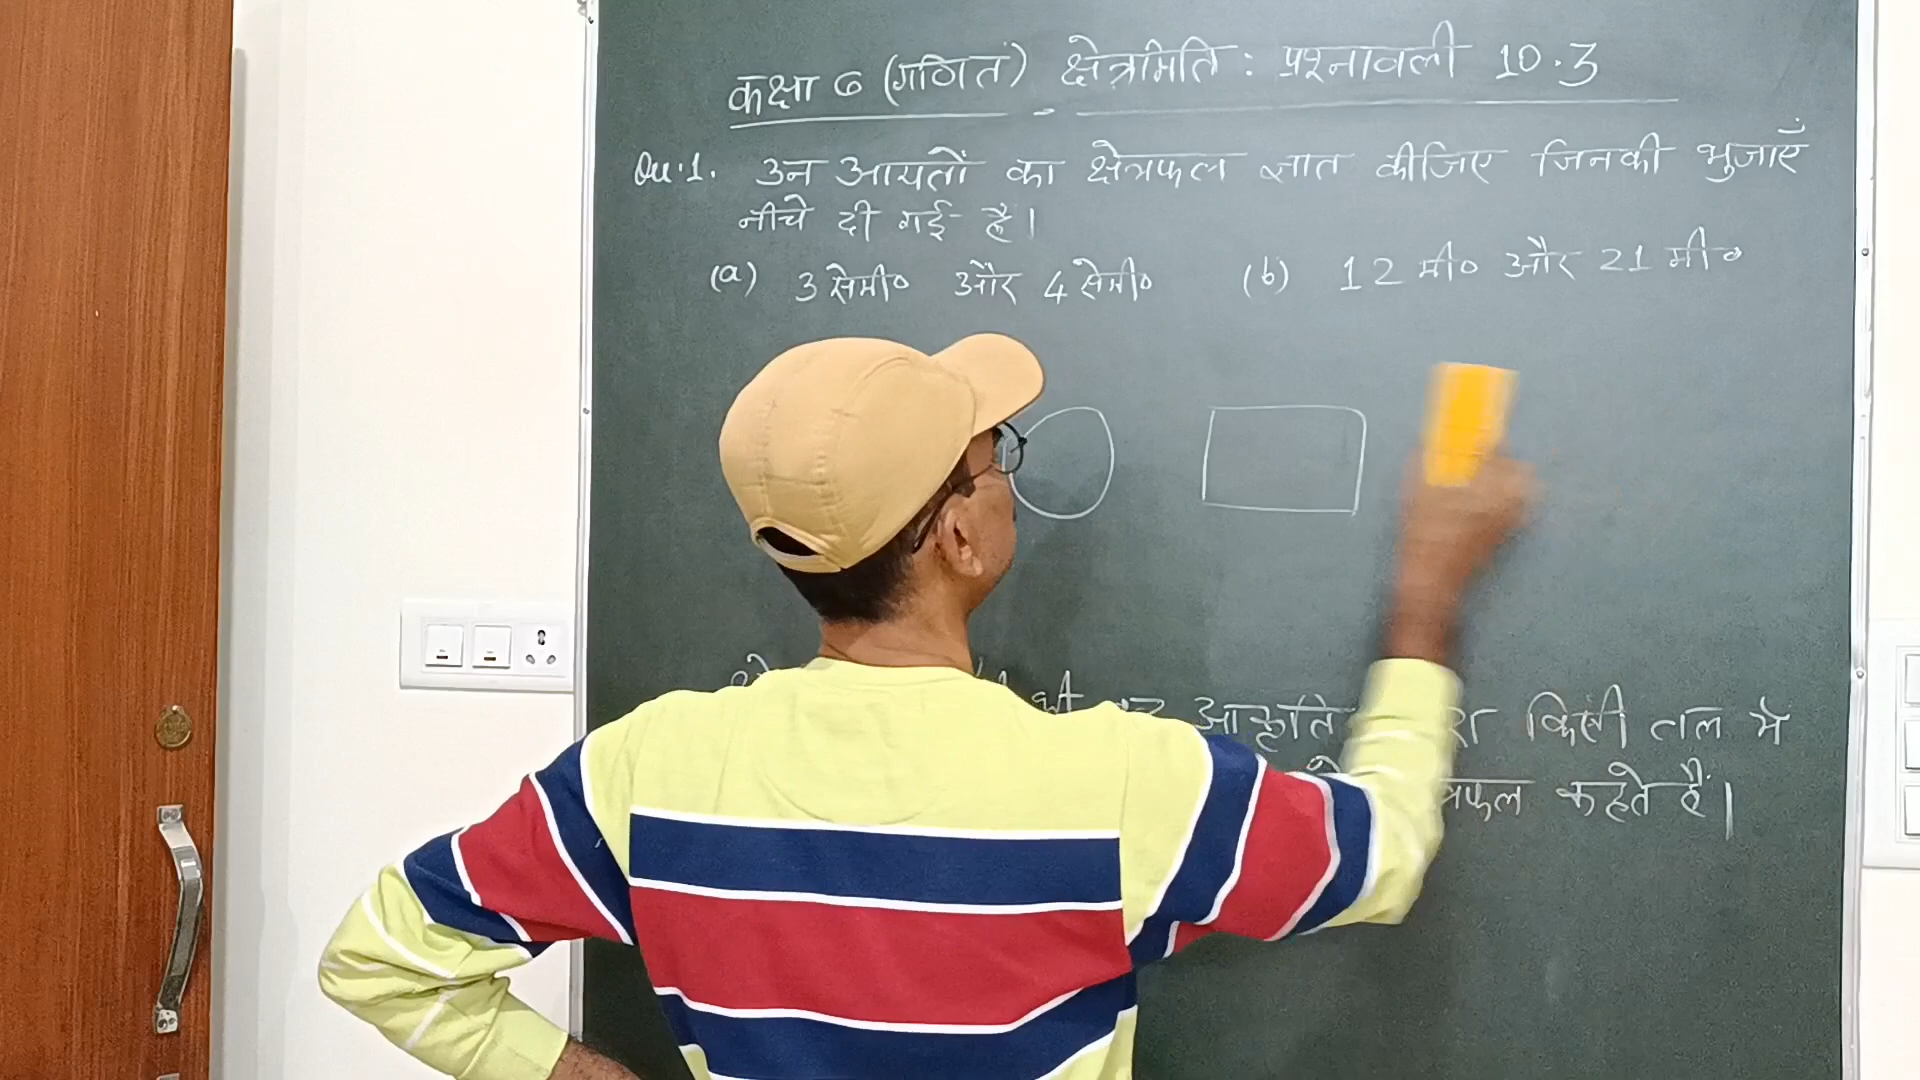 कक्षा 6 (गणित) क्षेत्रमिति: प्रश्नावली 10.3
Qu.1. उन आयतों का क्षेत्रफल ज्ञात कीजिए जिनकी भुजाएँ
नीचे दी गई है।
(a) 3 सेमी० और 4 सेमी० (b) 12 मी० और 21 मी०
की आकृति किसी तल में
कहते हैं।